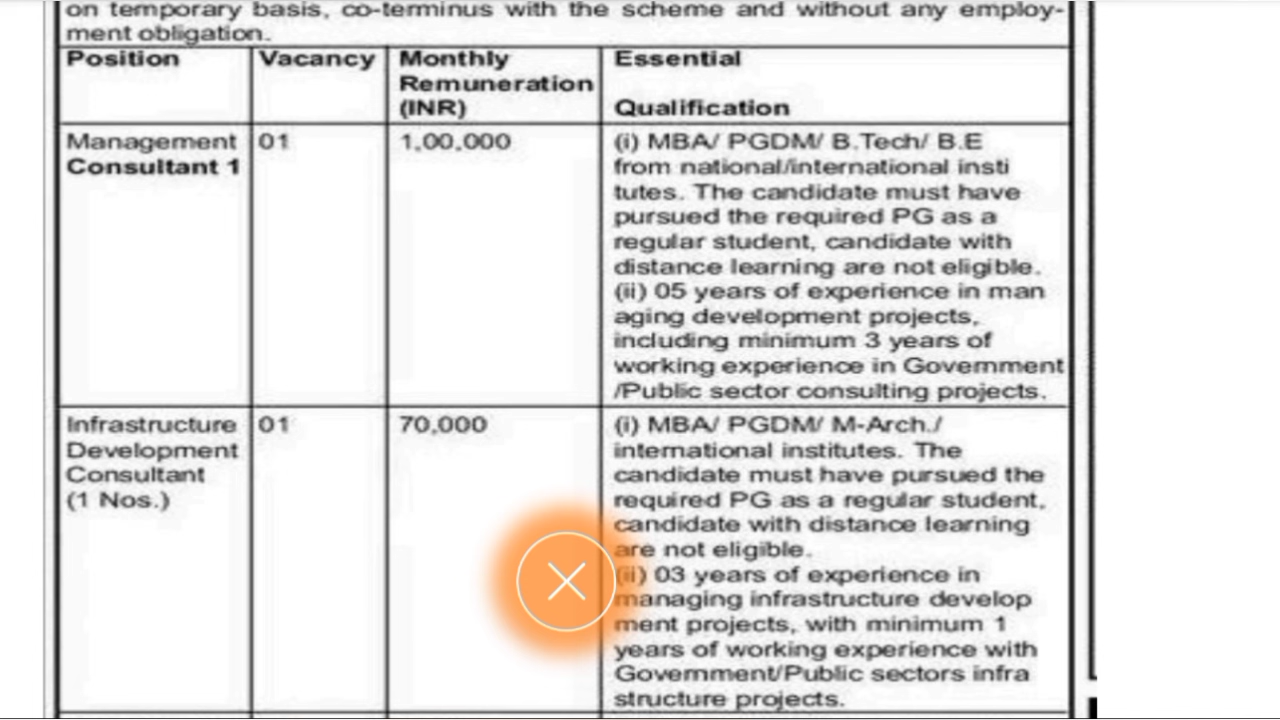 on temporary basis, co-terminus with the scheme and without any employ-
ment obligation.
Position
Vacancy
Monthly
Remuneration
(INR)
Essential
Qualification
Management
Consultant 1
01
1,00,000
(i) MBA/ PGDM/ B.Tech/ B.E
from national/international insti
tutes. The candidate must have
pursued the required PG as a
regular student, candidate with
distance learning are not eligible.
(ii) 05 years of experience in man
aging development projects,
including minimum 3 years of
working experience in Government
/Public sector consulting projects.
Infrastructure
Development
Consultant
(1 Nos.)
01
70,000
(i) MBA/ PGDM/ M-Arch./
international institutes. The
candidate must have pursued the
required PG as a regular student,
candidate with distance learning
are not eligible.
(ii) 03 years of experience in
managing infrastructure develop
ment projects, with minimum 1
years of working experience with
Government/Public sectors infra
structure projects.